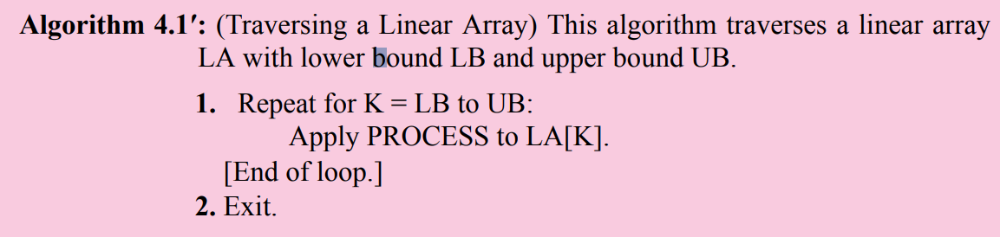 Algorithm 4.1′: (Traversing a Linear Array) This algorithm traverses a linear array
LA with lower bound LB and upper bound UB.
1. Repeat for K = LB to UB:
Apply PROCESS to LA[K].
[End of loop.]
2. Exit.